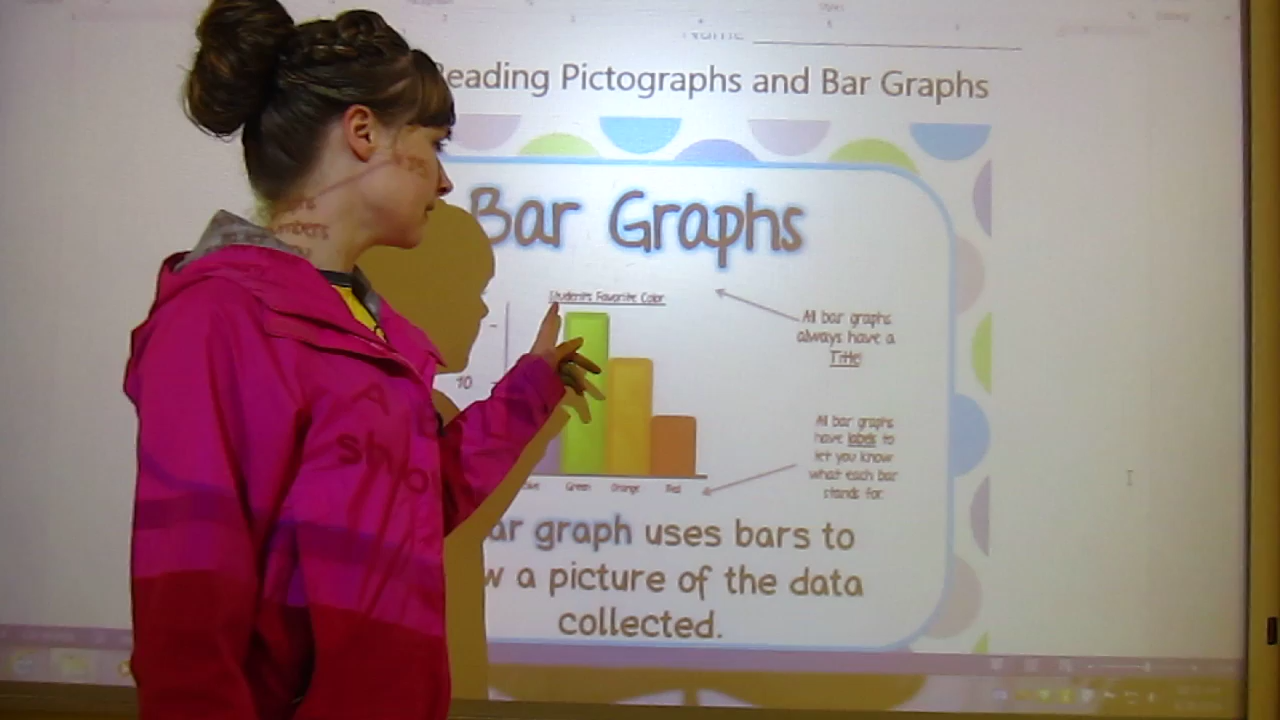 Name
Reading Pictographs and Bar Graphs
Bar Graphs
Students Favorite Color
All bar graphs
always have a
Title!
10
All bar graphs
have labels to
let you know
what each bar
stands for.
Green Orange Red
ar graph uses bars to
w a picture of the data
collected.